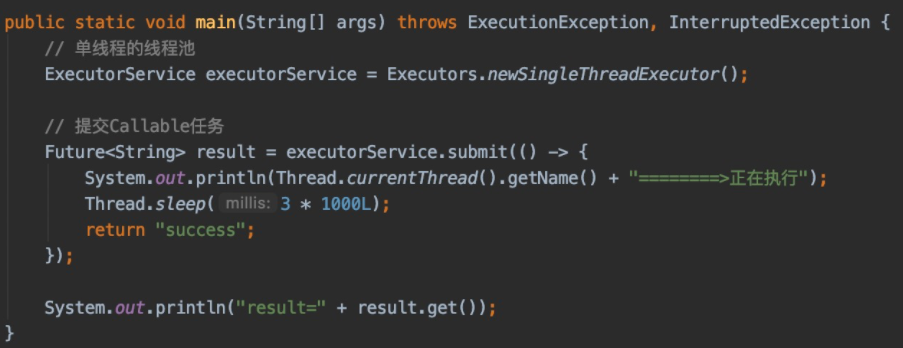 public static void main(String[] args) throws ExecutionException, InterruptedException {
// 单线程的线程池
ExecutorService executorService = Executors.newSingleThreadExecutor();
// 提交Callable任务
Future<String> result = executorService.submit(() -> {
System.out.println(Thread.currentThread().getName() + "========>正在执行");
Thread.sleep( millis: 3 * 1000L);
return "success";
});
System.out.println("result=" + result.get());
}